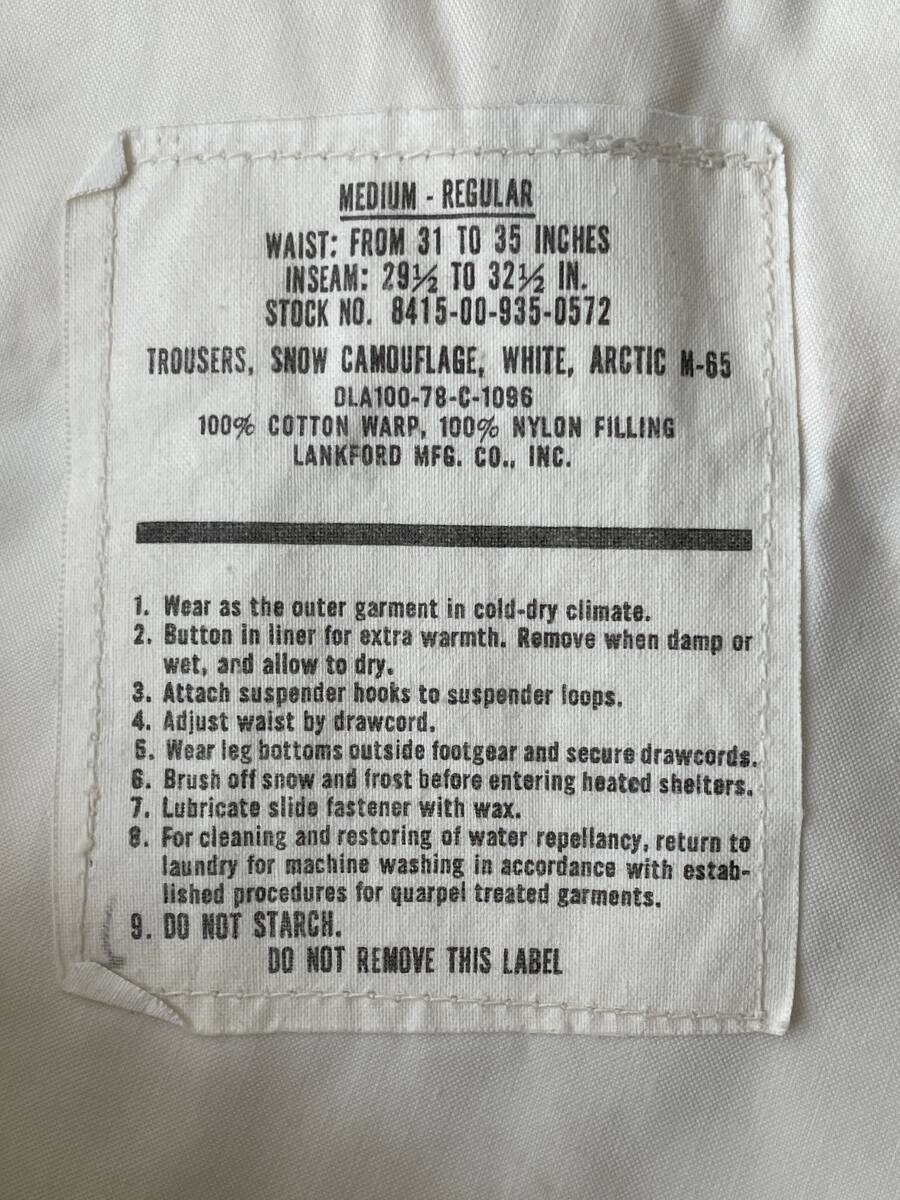 MEDIUM - REGULAR
WAIST: FROM 31 TO 35 INCHES
INSEAM: 29½ TO 32½ IN.
STOCK NO. 8415-00-935-0572
TROUSERS, SNOW CAMOUFLAGE, WHITE, ARCTIC M-65
DLA100-78-C-1096
100% COTTON WARP, 100% NYLON FILLING
LANKFORD MFG. CO., INC.
1. Wear as the outer garment in cold-dry climate.
2. Button in liner for extra warmth. Remove when damp or
wet, and allow to dry.
3. Attach suspender hooks to suspender loops.
4. Adjust waist by drawcord.
5. Wear leg bottoms outside footgear and secure drawcords.
6. Brush off snow and frost before entering heated shelters.
7. Lubricate slide fastener with wax.
8. For cleaning and restoring of water repellancy, return to
laundry for machine washing in accordance with estab-
lished procedures for quarpel treated garments.
9. DO NOT STARCH.
DO NOT REMOVE THIS LABEL